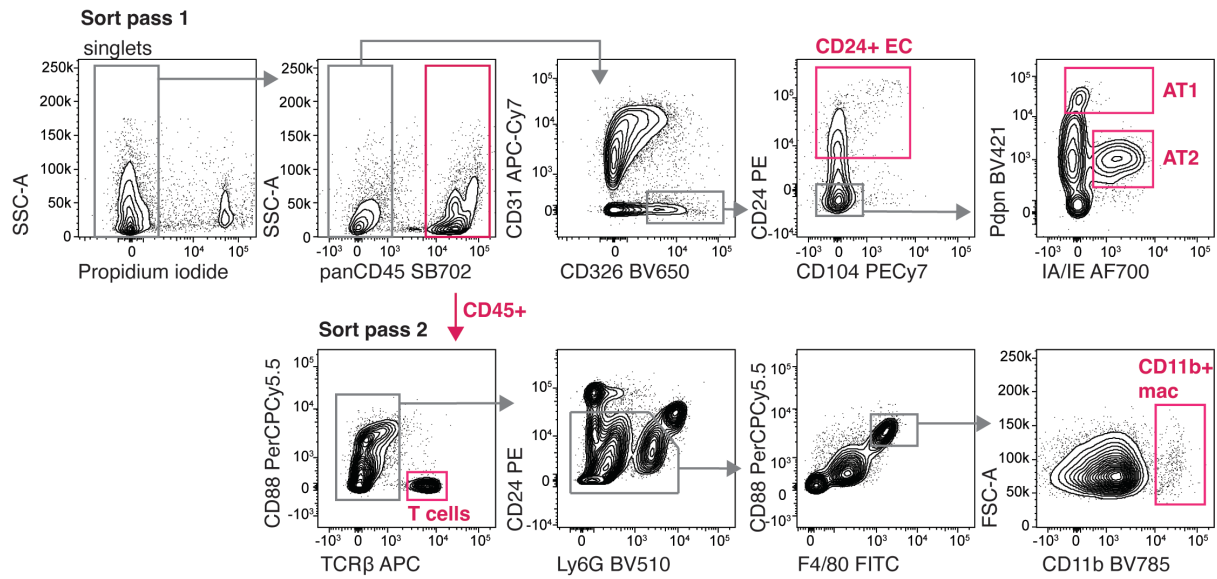 Sort pass 1
singlets
CD24+ EC
250k
200k
150k
100k
50k
0
SSC-A
-10³ 0 10⁴ 10⁵
Propidium iodide
250k
200k
150k
100k
50k
0
SSC-A
-10³ 0 10⁴ 10⁵
panCD45 SB702
10⁵
10⁴
10³
0
CD31 APC-Cy7
0 10³ 10⁴ 10⁵
CD326 BV650
10⁵
10⁴
10³
0
-10⁴
CD24 PE
-10³ 0 10³ 10⁴ 10⁵
CD104 PECy7
10⁵
10⁴
10³
0
Pdpn BV421
AT1
AT2
-10³ 0 10³ 10⁴ 10⁵
IA/IE AF700
CD45+
Sort pass 2
10⁵
10⁴
10³
0
-10³
CD88 PerCPCy5.5
T cells
-10³ 0 10³ 10⁴ 10⁵
TCRβ APC
10⁵
10⁴
10³
0
-10⁴
CD24 PE
0 10³ 10⁴ 10⁵
Ly6G BV510
10⁵
10⁴
10³
0
-10³
CD88 PerCPCy5.5
0 10³ 10⁴ 10⁵
F4/80 FITC
250k
200k
150k
100k
50k
0
FSC-A
CD11b+
mac
0 10³ 10⁴ 10⁵
CD11b BV785